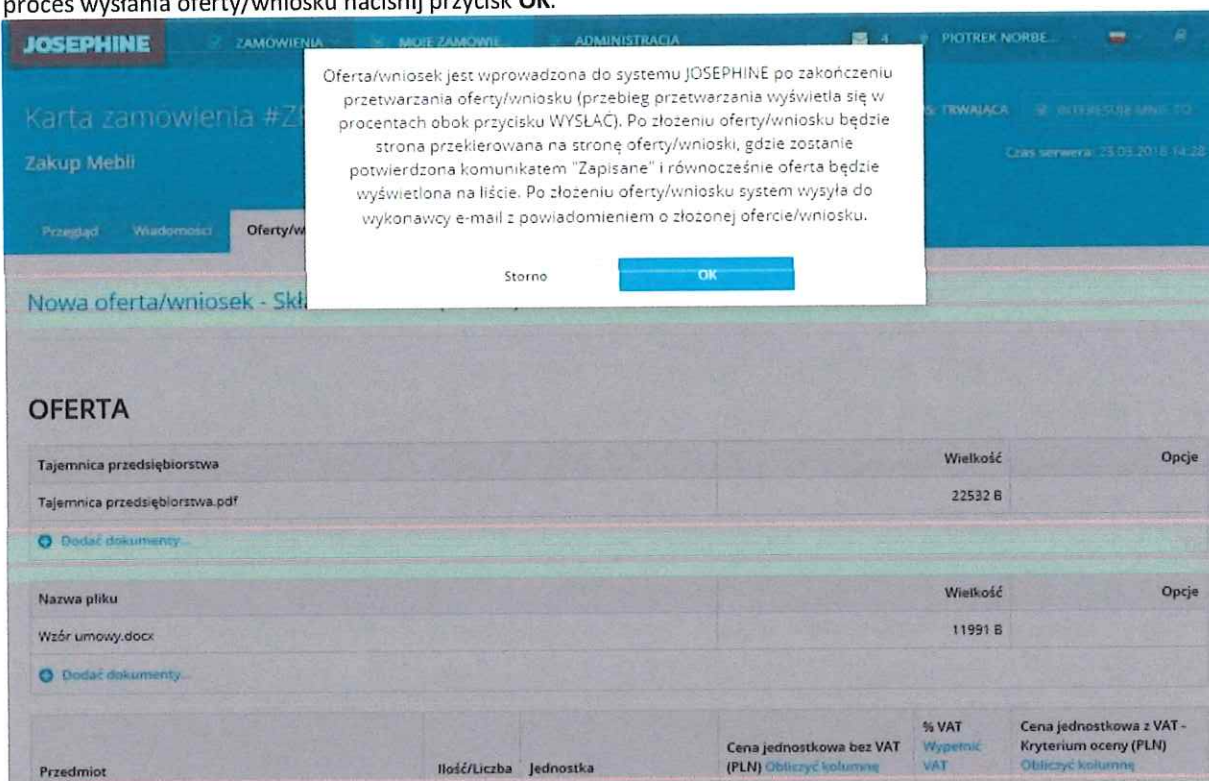 proces wysłania oferty/wniosku naciśnij przycisk OK.
JOSEPHINE ZAMÓWIENIA MOJE ZAMÓWIE... ADMINISTRACJA 4 PIOTREK NORBE...
Oferta/wniosek jest wprowadzona do systemu JOSEPHINE po zakończeniu
przetwarzania oferty/wniosku (przebieg przetwarzania wyświetla się w
procentach obok przycisku WYSŁAĆ). Po złożeniu oferty/wniosku będzie
strona przekierowana na stronę oferty/wnioski, gdzie zostanie
potwierdzona komunikatem "Zapisane" i równocześnie oferta będzie
wyświetlona na liście. Po złożeniu oferty/wniosku system wysyła do
wykonawcy e-mail z powiadomieniem o złożonej ofercie/wniosku.
Storno OK
Karta zamówienia #ZP
TRWAJĄCA INTERESUJE MNIE TO
Zakup Mebli
Czas serwera: 23.03.2018 14:28
Przegląd Wiadomości Oferty/w
Nowa oferta/wniosek - Skła
OFERTA
Tajemnica przedsiębiorstwa Wielkość Opcje
Tajemnica przedsiębiorstwa.pdf 22532 B
Dodać dokumenty...
Nazwa pliku Wielkość Opcje
Wzór umowy.docx 11991 B
Dodać dokumenty...
Przedmiot Ilość/Liczba Jednostka
Cena jednostkowa bez VAT
(PLN) Obliczyć kolumnę
% VAT
Wypełnić
VAT
Cena jednostkowa z VAT -
Kryterium oceny (PLN)
Obliczyć kolumnę